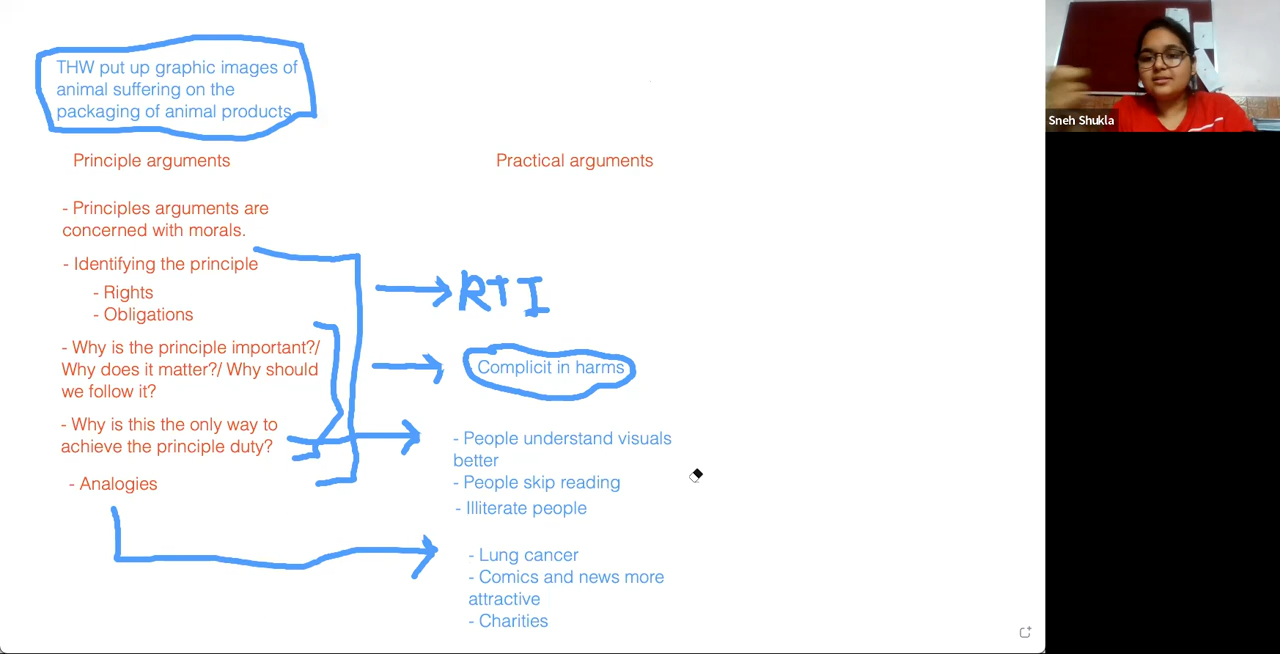 THW put up graphic images of
animal suffering on the
packaging of animal products
Sneh Shukla
Principle arguments
Practical arguments
- Principles arguments are
concerned with morals.
- Identifying the principle
- Rights
- Obligations
RTI
- Why is the principle important?/
Why does it matter?/ Why should
we follow it?
Complicit in harms
- Why is this the only way to
achieve the principle duty?
- People understand visuals
better
- People skip reading
- Illiterate people
- Analogies
- Lung cancer
- Comics and news more
attractive
- Charities